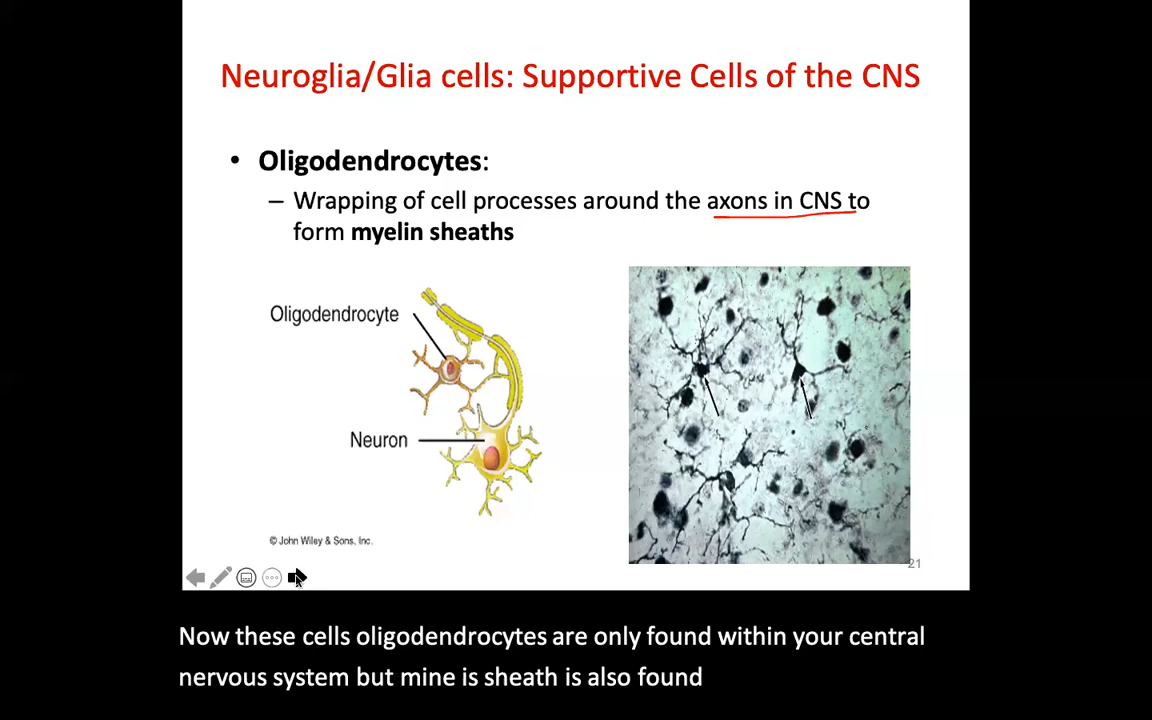 Neuroglia/Glia cells: Supportive Cells of the CNS
• Oligodendrocytes:
– Wrapping of cell processes around the axons in CNS to
form myelin sheaths
Oligodendrocyte
Neuron
© John Wiley & Sons, Inc.
21
Now these cells oligodendrocytes are only found within your central
nervous system but mine is sheath is also found